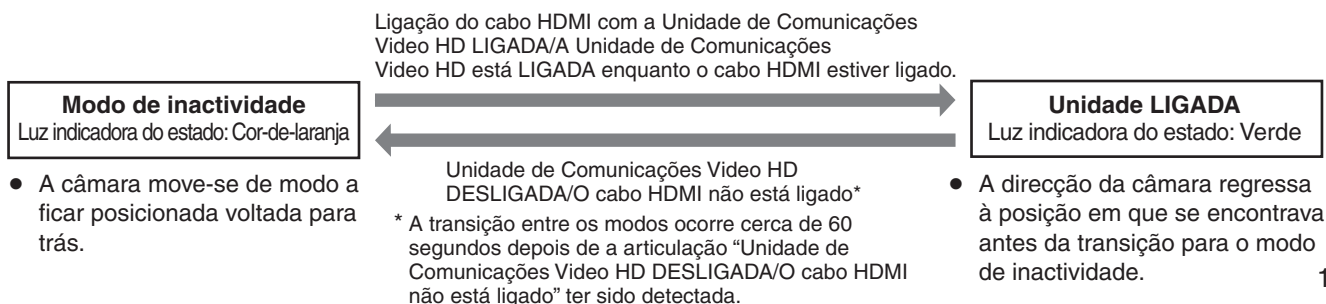 Ligação do cabo HDMI com a Unidade de Comunicações
Video HD LIGADA/A Unidade de Comunicações
Video HD está LIGADA enquanto o cabo HDMI estiver ligado.
Modo de inactividade
Luz indicadora do estado: Cor-de-laranja
Unidade LIGADA
Luz indicadora do estado: Verde
● A câmara move-se de modo a
ficar posicionada voltada para
trás.
Unidade de Comunicações Video HD
DESLIGADA/O cabo HDMI não está ligado*
* A transição entre os modos ocorre cerca de 60
segundos depois de a articulação “Unidade de
Comunicações Video HD DESLIGADA/O cabo HDMI
não está ligado” ter sido detectada.
● A direcção da câmara regressa
à posição em que se encontrava
antes da transição para o modo
de inactividade.
1